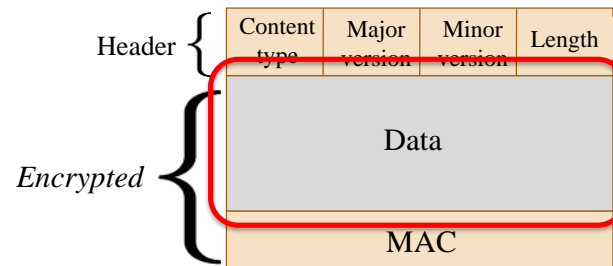 Header
Content type
Major version
Minor version
Length
Encrypted
Data
MAC